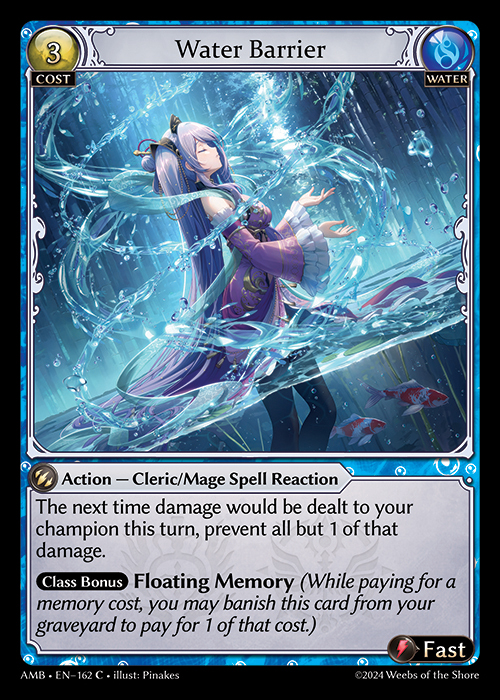 3
Water Barrier
COST
WATER
Action — Cleric/Mage Spell Reaction
The next time damage would be dealt to your
champion this turn, prevent all but 1 of that
damage.
Class Bonus Floating Memory (While paying for a
memory cost, you may banish this card from your
graveyard to pay for 1 of that cost.)
Fast
AMB • EN–162 C • illust: Pinakes
©2024 Weebs of the Shore